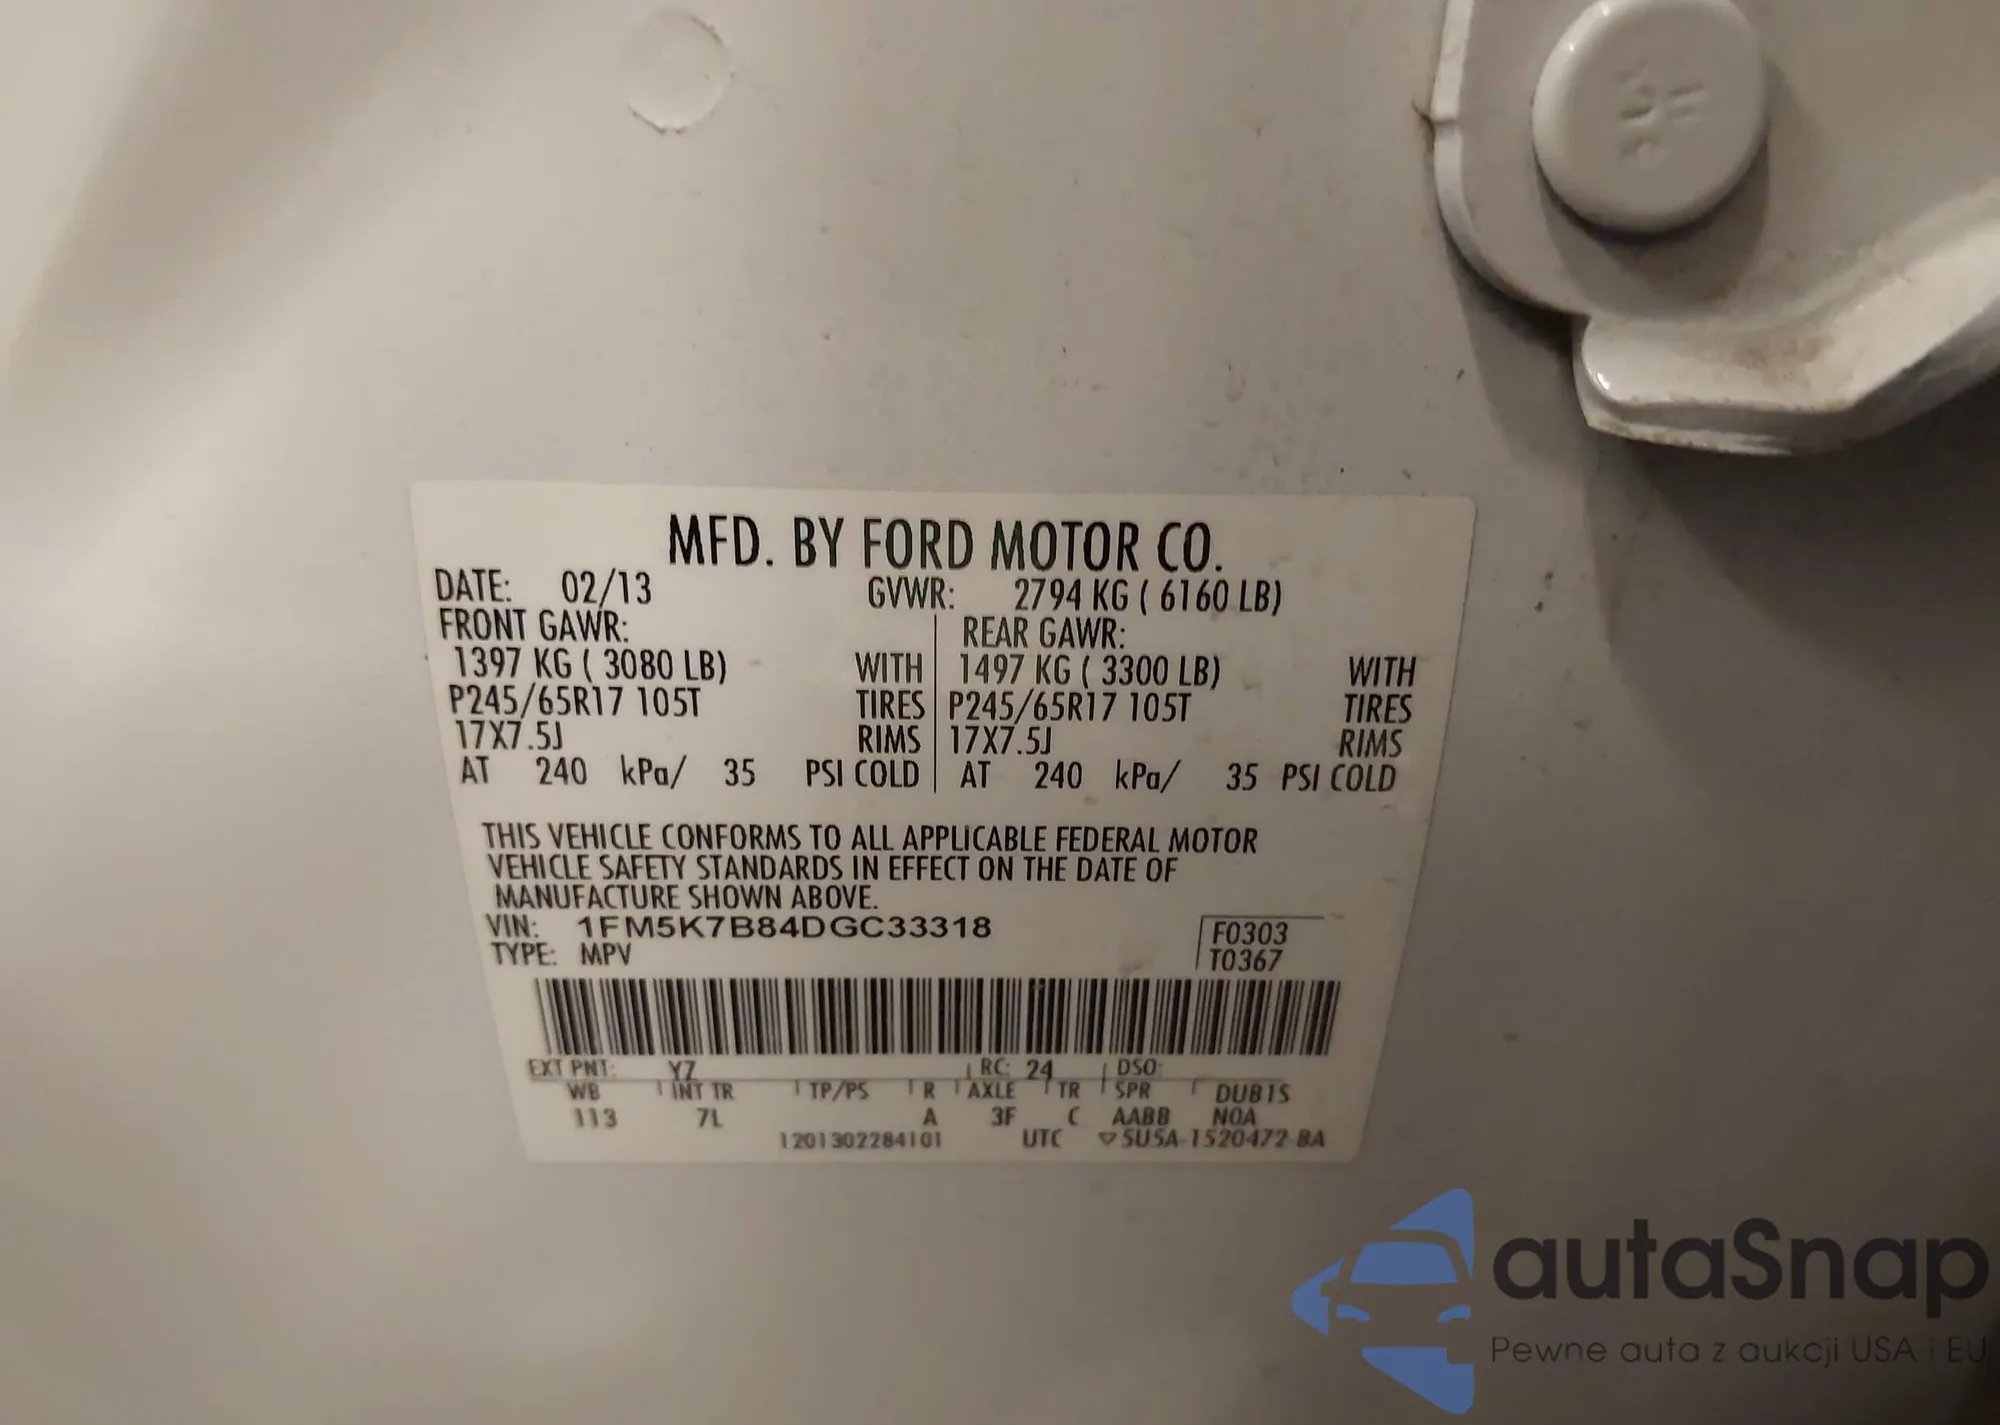 MFD. BY FORD MOTOR CO.
DATE: 02/13 GVWR: 2794 KG ( 6160 LB)
FRONT GAWR: REAR GAWR:
1397 KG ( 3080 LB) WITH 1497 KG ( 3300 LB) WITH
P245/65R17 105T TIRES P245/65R17 105T TIRES
17X7.5J RIMS 17X7.5J RIMS
AT 240 kPa/ 35 PSI COLD AT 240 kPa/ 35 PSI COLD
THIS VEHICLE CONFORMS TO ALL APPLICABLE FEDERAL MOTOR
VEHICLE SAFETY STANDARDS IN EFFECT ON THE DATE OF
MANUFACTURE SHOWN ABOVE.
VIN: 1FM5K7B84DGC33318 F0303
TYPE: MPV T0367
EXT PNT: YZ RC: 24 DSO:
WB INT TR TP/PS R AXLE TR SPR DUBIS
113 7L A 3F C AABB NOA
1201302284101 UTC ▽5U5A-1520472-BA
autaSnap
Pewne auta z aukcji USA i EU